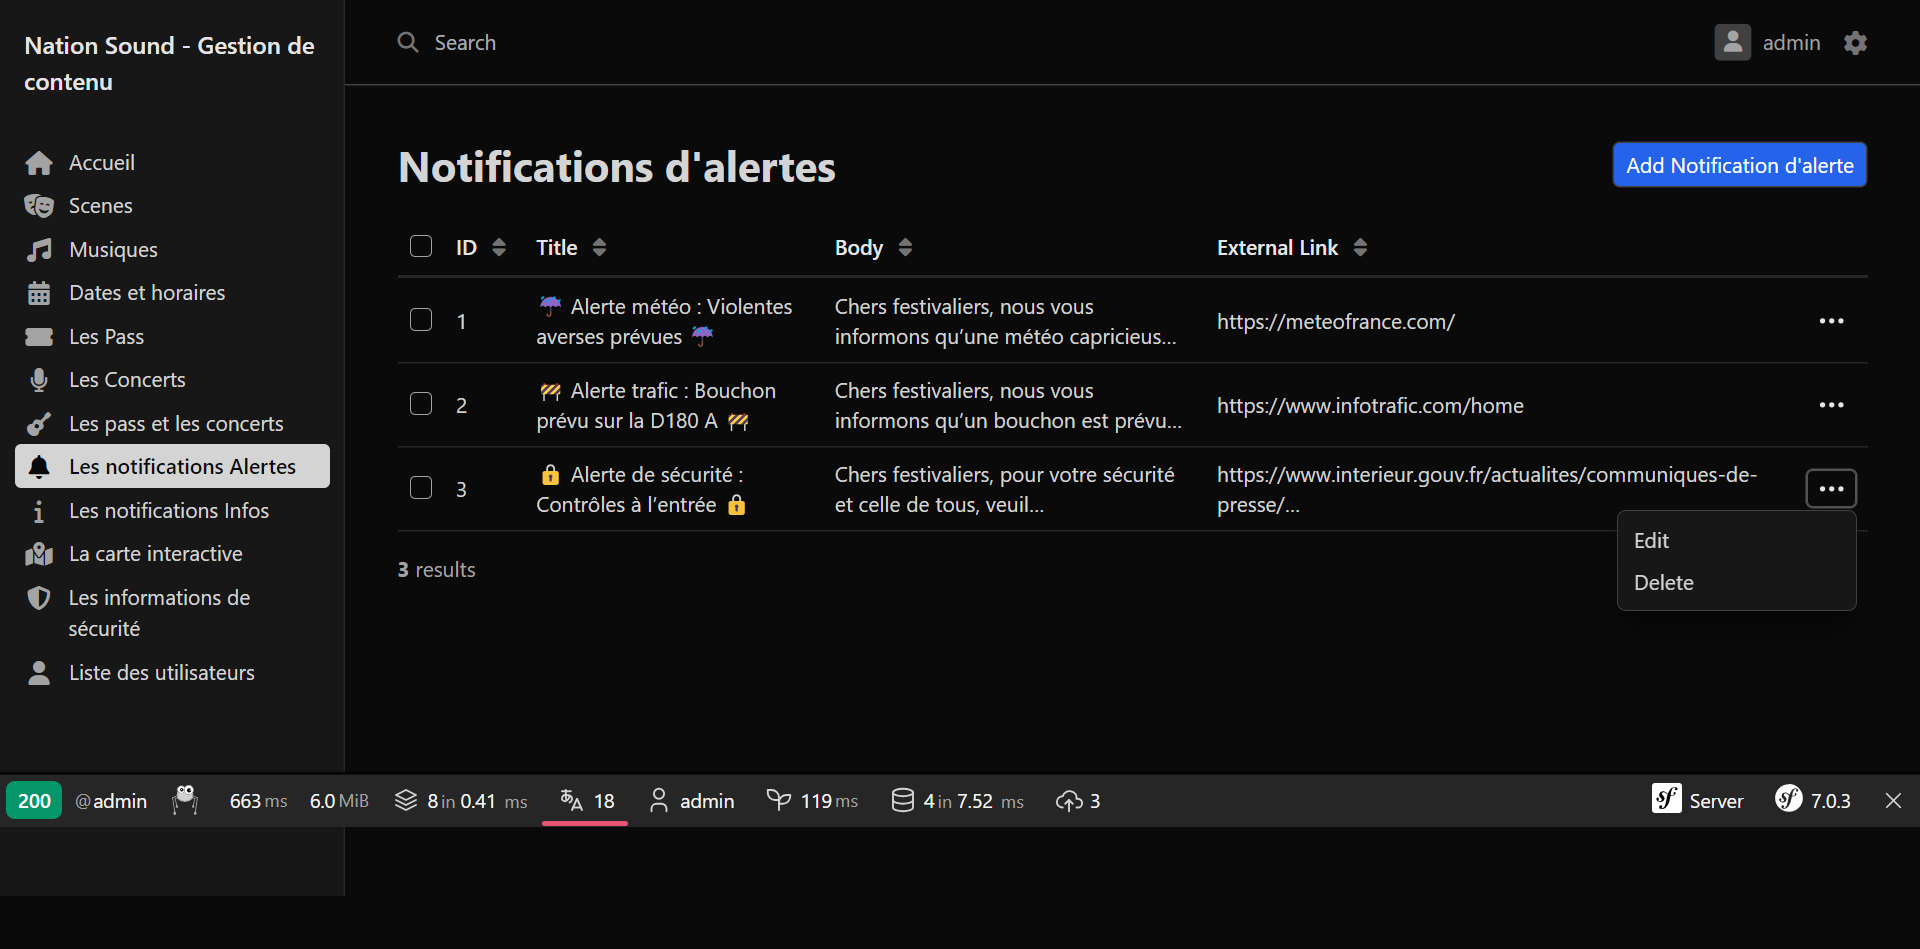 Nation Sound - Gestion de
contenu
Search
admin
Accueil
Scenes
Musiques
Dates et horaires
Les Pass
Les Concerts
Les pass et les concerts
Les notifications Alertes
Les notifications Infos
La carte interactive
Les informations de
sécurité
Liste des utilisateurs
Notifications d'alertes
Add Notification d'alerte
ID Title Body External Link
1
☔ Alerte météo : Violentes
averses prévues ☔
Chers festivaliers, nous vous
informons qu’une météo capricieus...
https://meteofrance.com/
2
🚧 Alerte trafic : Bouchon
prévu sur la D180 A 🚧
Chers festivaliers, nous vous
informons qu’un bouchon est prévu...
https://www.infotrafic.com/home
3
🔒 Alerte de sécurité :
Contrôles à l’entrée 🔒
Chers festivaliers, pour votre sécurité
et celle de tous, veuil...
https://www.interieur.gouv.fr/actualites/communiques-de-
presse/...
Edit
Delete
3 results
200 @admin 663 ms 6.0 MiB 8 in 0.41 ms 18 admin 119 ms 4 in 7.52 ms 3 sf Server sf 7.0.3